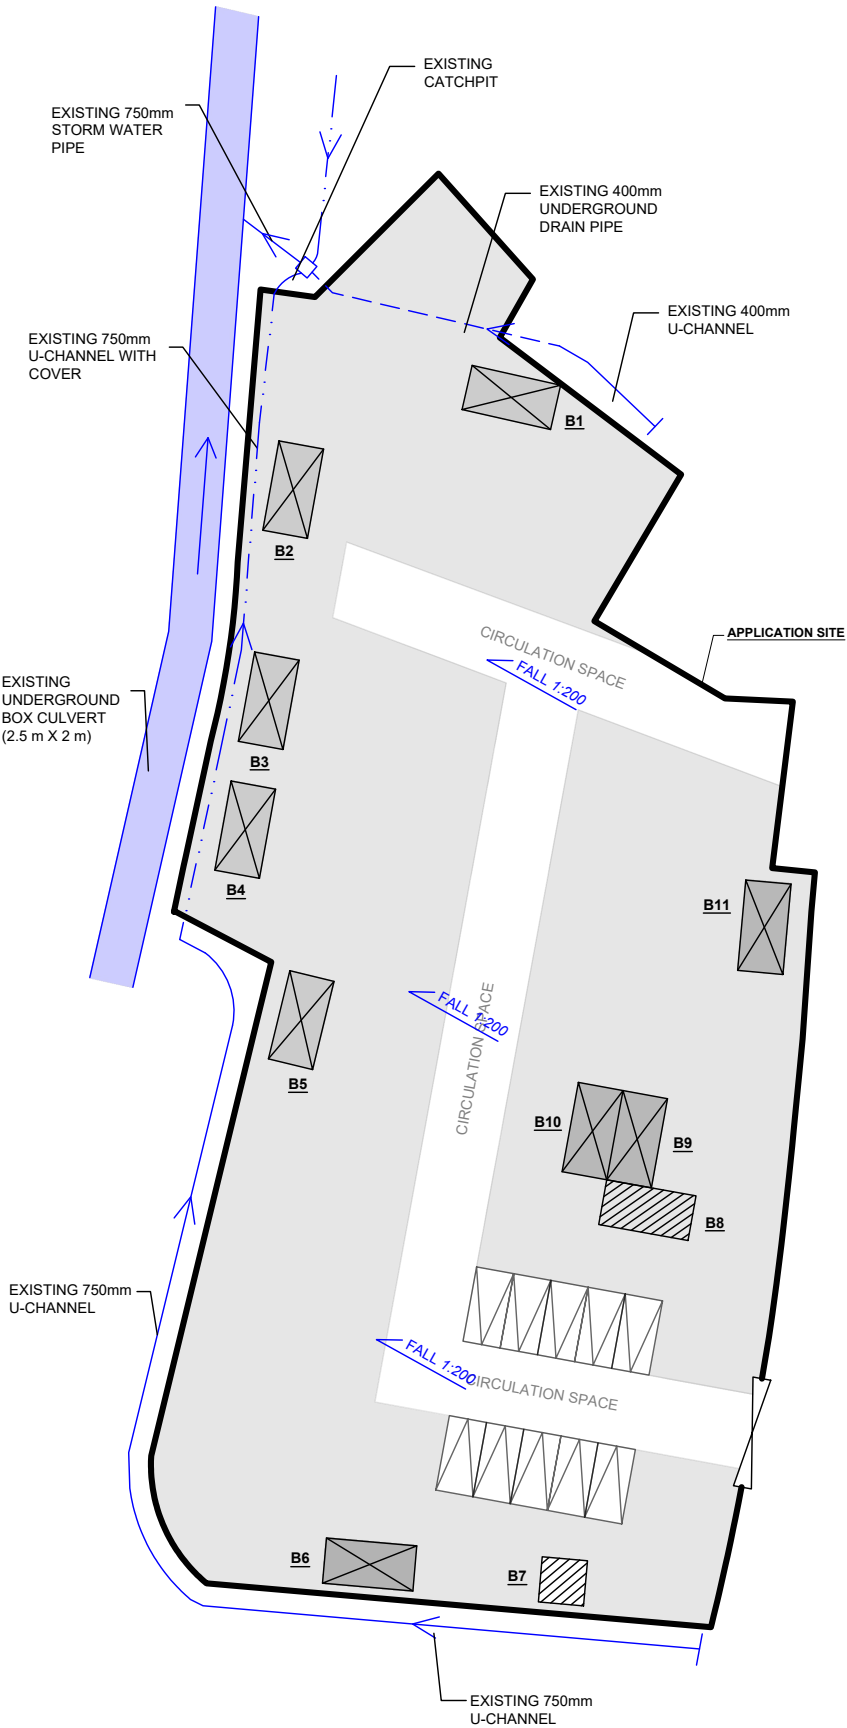 EXISTING
CATCHPIT
EXISTING 750mm
STORM WATER
PIPE
EXISTING 400mm
UNDERGROUND
DRAIN PIPE
EXISTING 400mm
U-CHANNEL
EXISTING 750mm
U-CHANNEL WITH
COVER
B1
B2
CIRCULATION SPACE
APPLICATION SITE
FALL 1:200
EXISTING
UNDERGROUND
BOX CULVERT
(2.5 m X 2 m)
B3
B4
B11
FALL 1:200
CIRCULATION SPACE
B5
B10
B9
B8
EXISTING 750mm
U-CHANNEL
FALL 1:200
CIRCULATION SPACE
B6
B7
EXISTING 750mm
U-CHANNEL